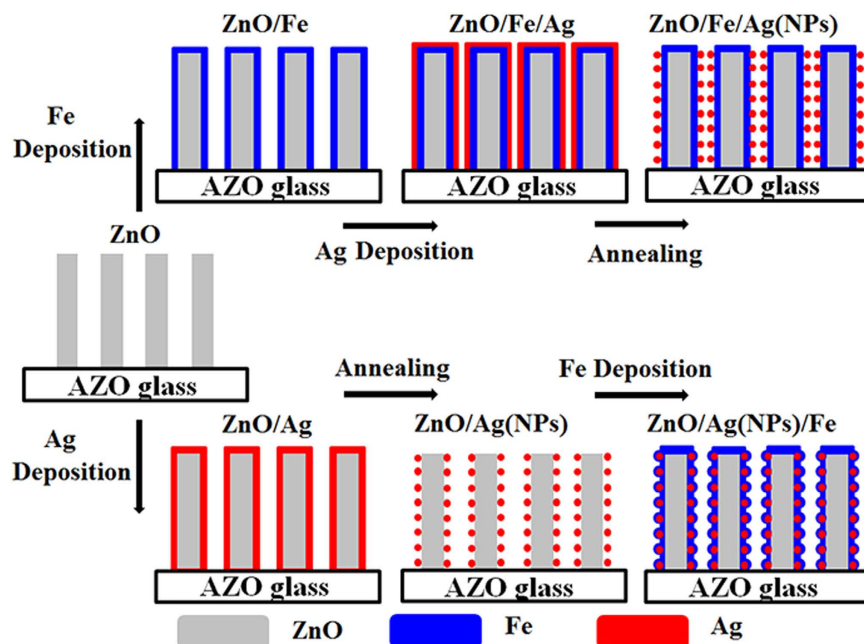 ZnO/Fe
ZnO/Fe/Ag
ZnO/Fe/Ag(NPs)
Fe
Deposition
AZO glass
AZO glass
AZO glass
ZnO
Ag Deposition
Annealing
AZO glass
Annealing
Fe Deposition
Ag
Deposition
ZnO/Ag
ZnO/Ag(NPs)
ZnO/Ag(NPs)/Fe
AZO glass
AZO glass
AZO glass
ZnO
Fe
Ag